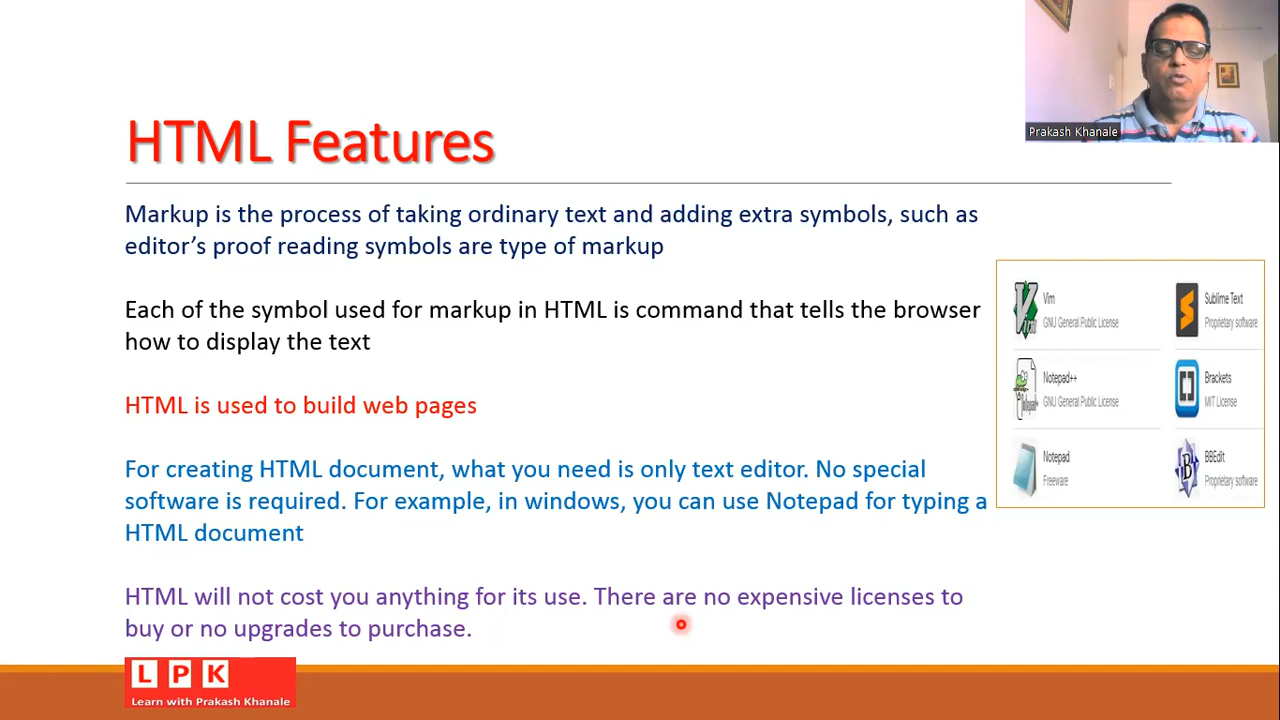 Prakash Khanale
HTML Features
Markup is the process of taking ordinary text and adding extra symbols, such as
editor’s proof reading symbols are type of markup
Each of the symbol used for markup in HTML is command that tells the browser
how to display the text
HTML is used to build web pages
For creating HTML document, what you need is only text editor. No special
software is required. For example, in windows, you can use Notepad for typing a
HTML document
HTML will not cost you anything for its use. There are no expensive licenses to
buy or no upgrades to purchase.
Vim
GNU General Public License
Sublime Text
Proprietary software
Notepad++
GNU General Public License
Brackets
MIT License
Notepad
Freeware
BBEdit
Proprietary software
L P K
Learn with Prakash Khanale